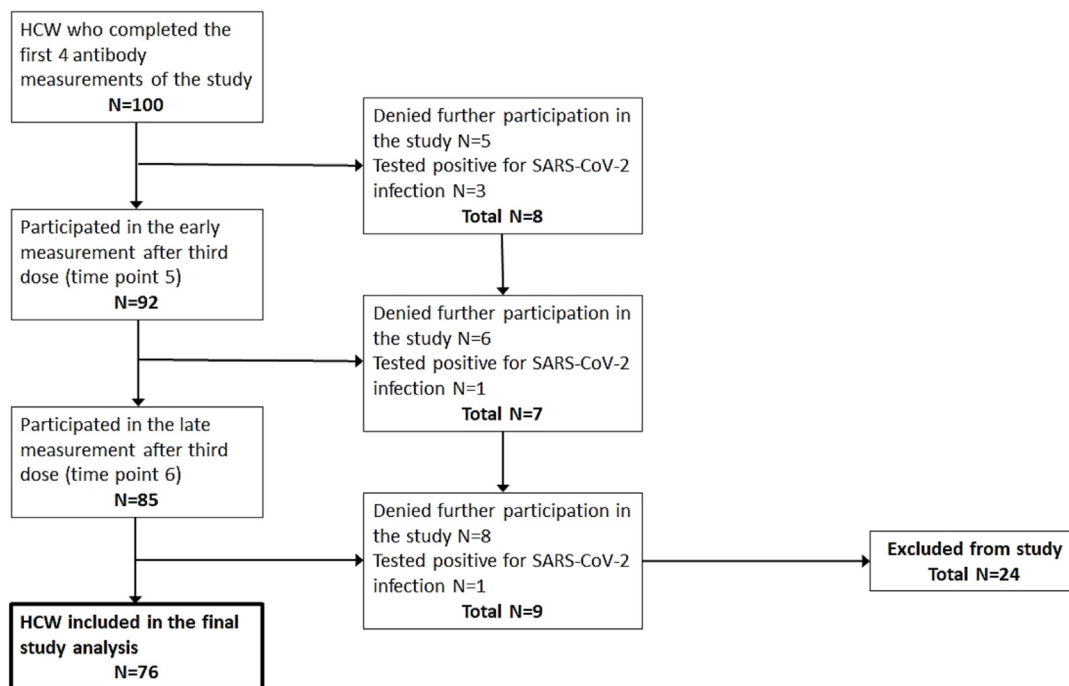 HCW who completed the
first 4 antibody
measurements of the study
N=100
Denied further participation in
the study N=5
Tested positive for SARS-CoV-2
infection N=3
Total N=8
Participated in the early
measurement after third
dose (time point 5)
N=92
Denied further participation in
the study N=6
Tested positive for SARS-CoV-2
infection N=1
Total N=7
Participated in the late
measurement after third
dose (time point 6)
N=85
Denied further participation in
the study N=8
Tested positive for SARS-CoV-2
infection N=1
Total N=9
Excluded from study
Total N=24
HCW included in the final
study analysis
N=76